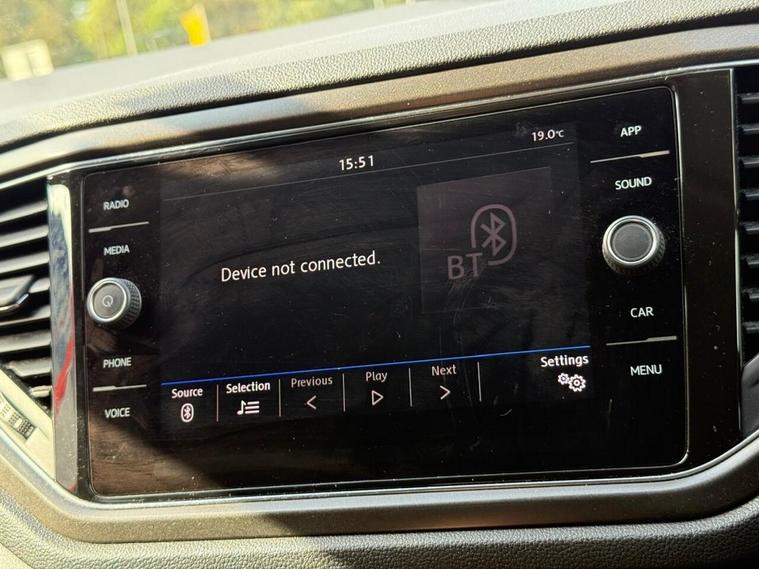 15:51
19.0°C
RADIO
MEDIA
PHONE
VOICE
Device not connected.
BT
Source
Selection
Previous
Play
Next
Settings
APP
SOUND
CAR
MENU